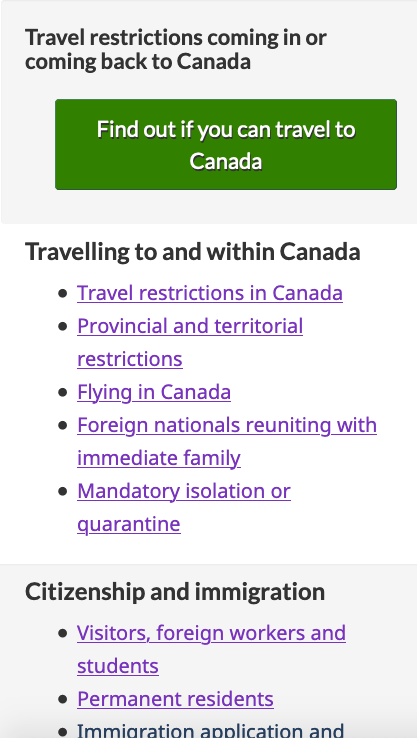 Travel restrictions coming in or
coming back to Canada
Find out if you can travel to
Canada
Travelling to and within Canada
Travel restrictions in Canada
Provincial and territorial
restrictions
Flying in Canada
Foreign nationals reuniting with
immediate family
Mandatory isolation or
quarantine
Citizenship and immigration
Visitors, foreign workers and
students
Permanent residents
Immigration application and